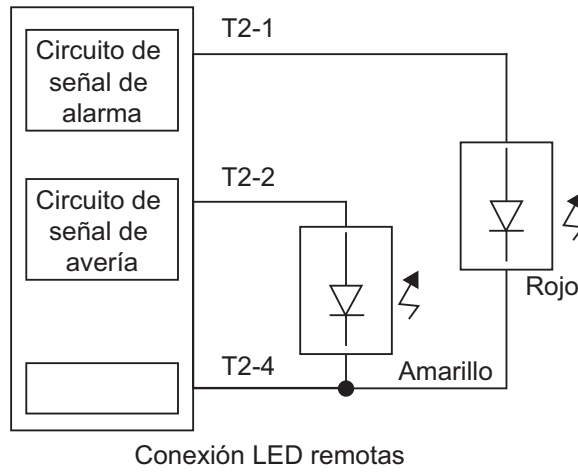 T2-1
Circuito de
señal de
alarma
T2-2
Circuito de
señal de
avería
Rojo
T2-4
Amarillo
Conexión LED remotas